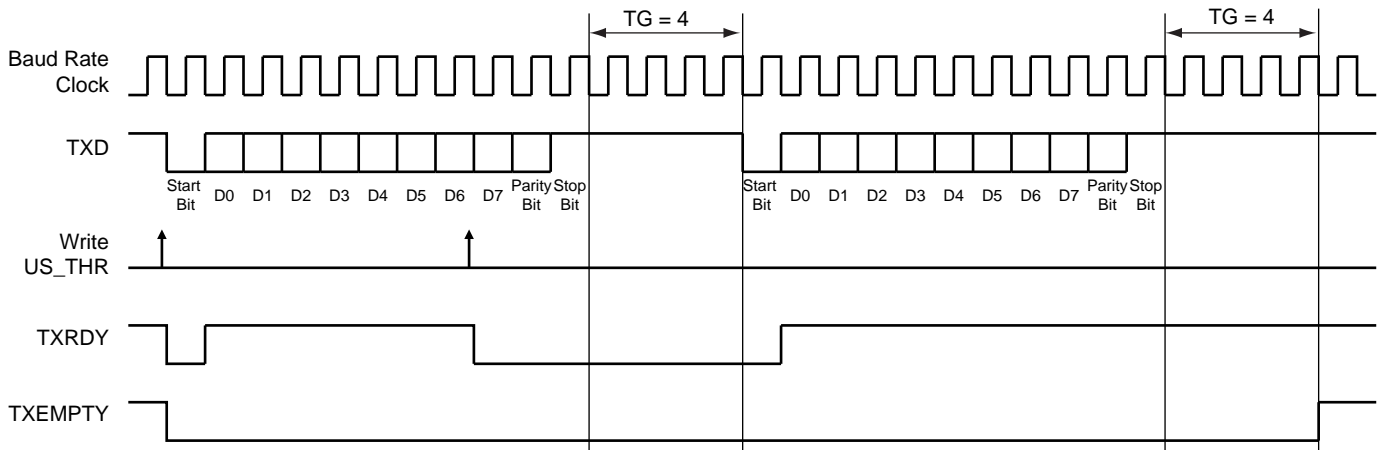 TG = 4
TG = 4
Baud Rate
Clock
TXD
Start
Bit
D0
D1
D2
D3
D4
D5
D6
D7
Parity
Bit
Stop
Bit
Start
Bit
D0
D1
D2
D3
D4
D5
D6
D7
Parity
Bit
Stop
Bit
Write
US_THR
TXRDY
TXEMPTY